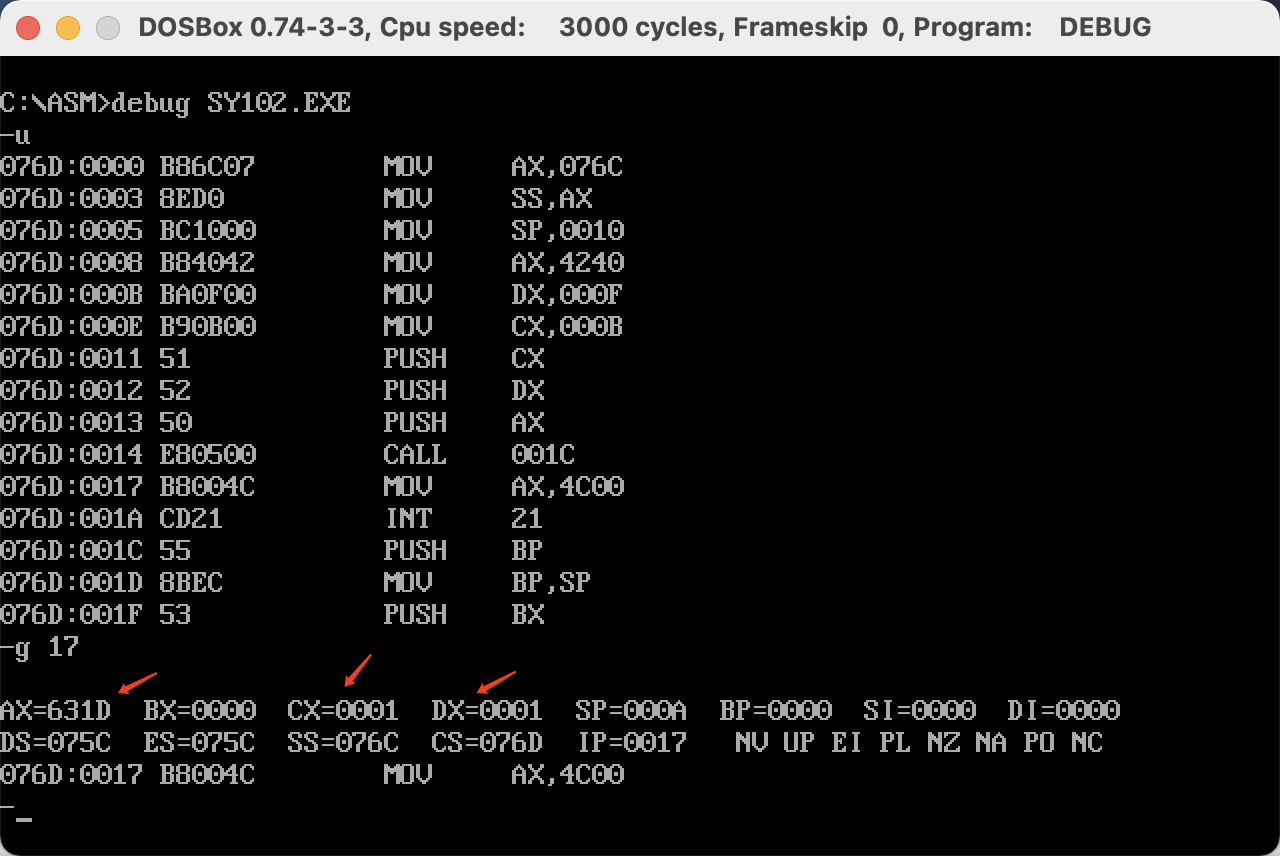 DOSBox 0.74-3-3, Cpu speed: 3000 cycles, Frameskip 0, Program: DEBUG
C:\ASM>debug SY102.EXE
-u
076D:0000 B86C07 MOV AX,076C
076D:0003 8ED0 MOV SS,AX
076D:0005 BC1000 MOV SP,0010
076D:0008 B84042 MOV AX,4240
076D:000B BA0F00 MOV DX,000F
076D:000E B90B00 MOV CX,000B
076D:0011 51 PUSH CX
076D:0012 52 PUSH DX
076D:0013 50 PUSH AX
076D:0014 E80500 CALL 001C
076D:0017 B8004C MOV AX,4C00
076D:001A CD21 INT 21
076D:001C 55 PUSH BP
076D:001D 8BEC MOV BP,SP
076D:001F 53 PUSH BX
-g 17
AX=631D BX=0000 CX=0001 DX=0001 SP=000A BP=0000 SI=0000 DI=0000
DS=075C ES=075C SS=076C CS=076D IP=0017 NV UP EI PL NZ NA PO NC
076D:0017 B8004C MOV AX,4C00
-_